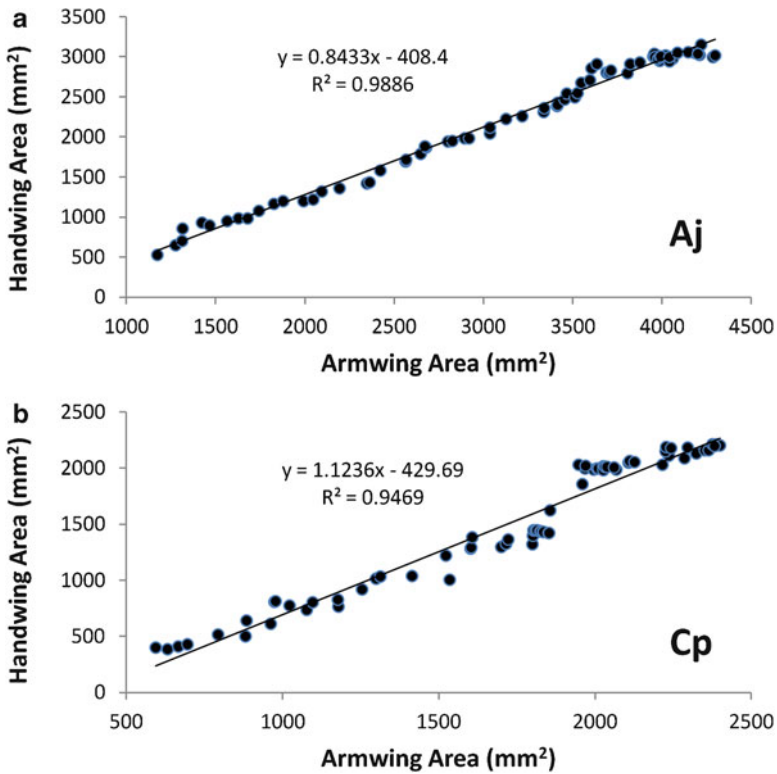 a
3500
3000
2500
2000
1500
1000
500
0
Handwing Area (mm²)
y = 0.8433x - 408.4
R² = 0.9886
Aj
1000 1500 2000 2500 3000 3500 4000 4500
Armwing Area (mm²)
b
2500
2000
1500
1000
500
0
Handwing Area (mm²)
y = 1.1236x - 429.69
R² = 0.9469
Cp
500 1000 1500 2000 2500
Armwing Area (mm²)